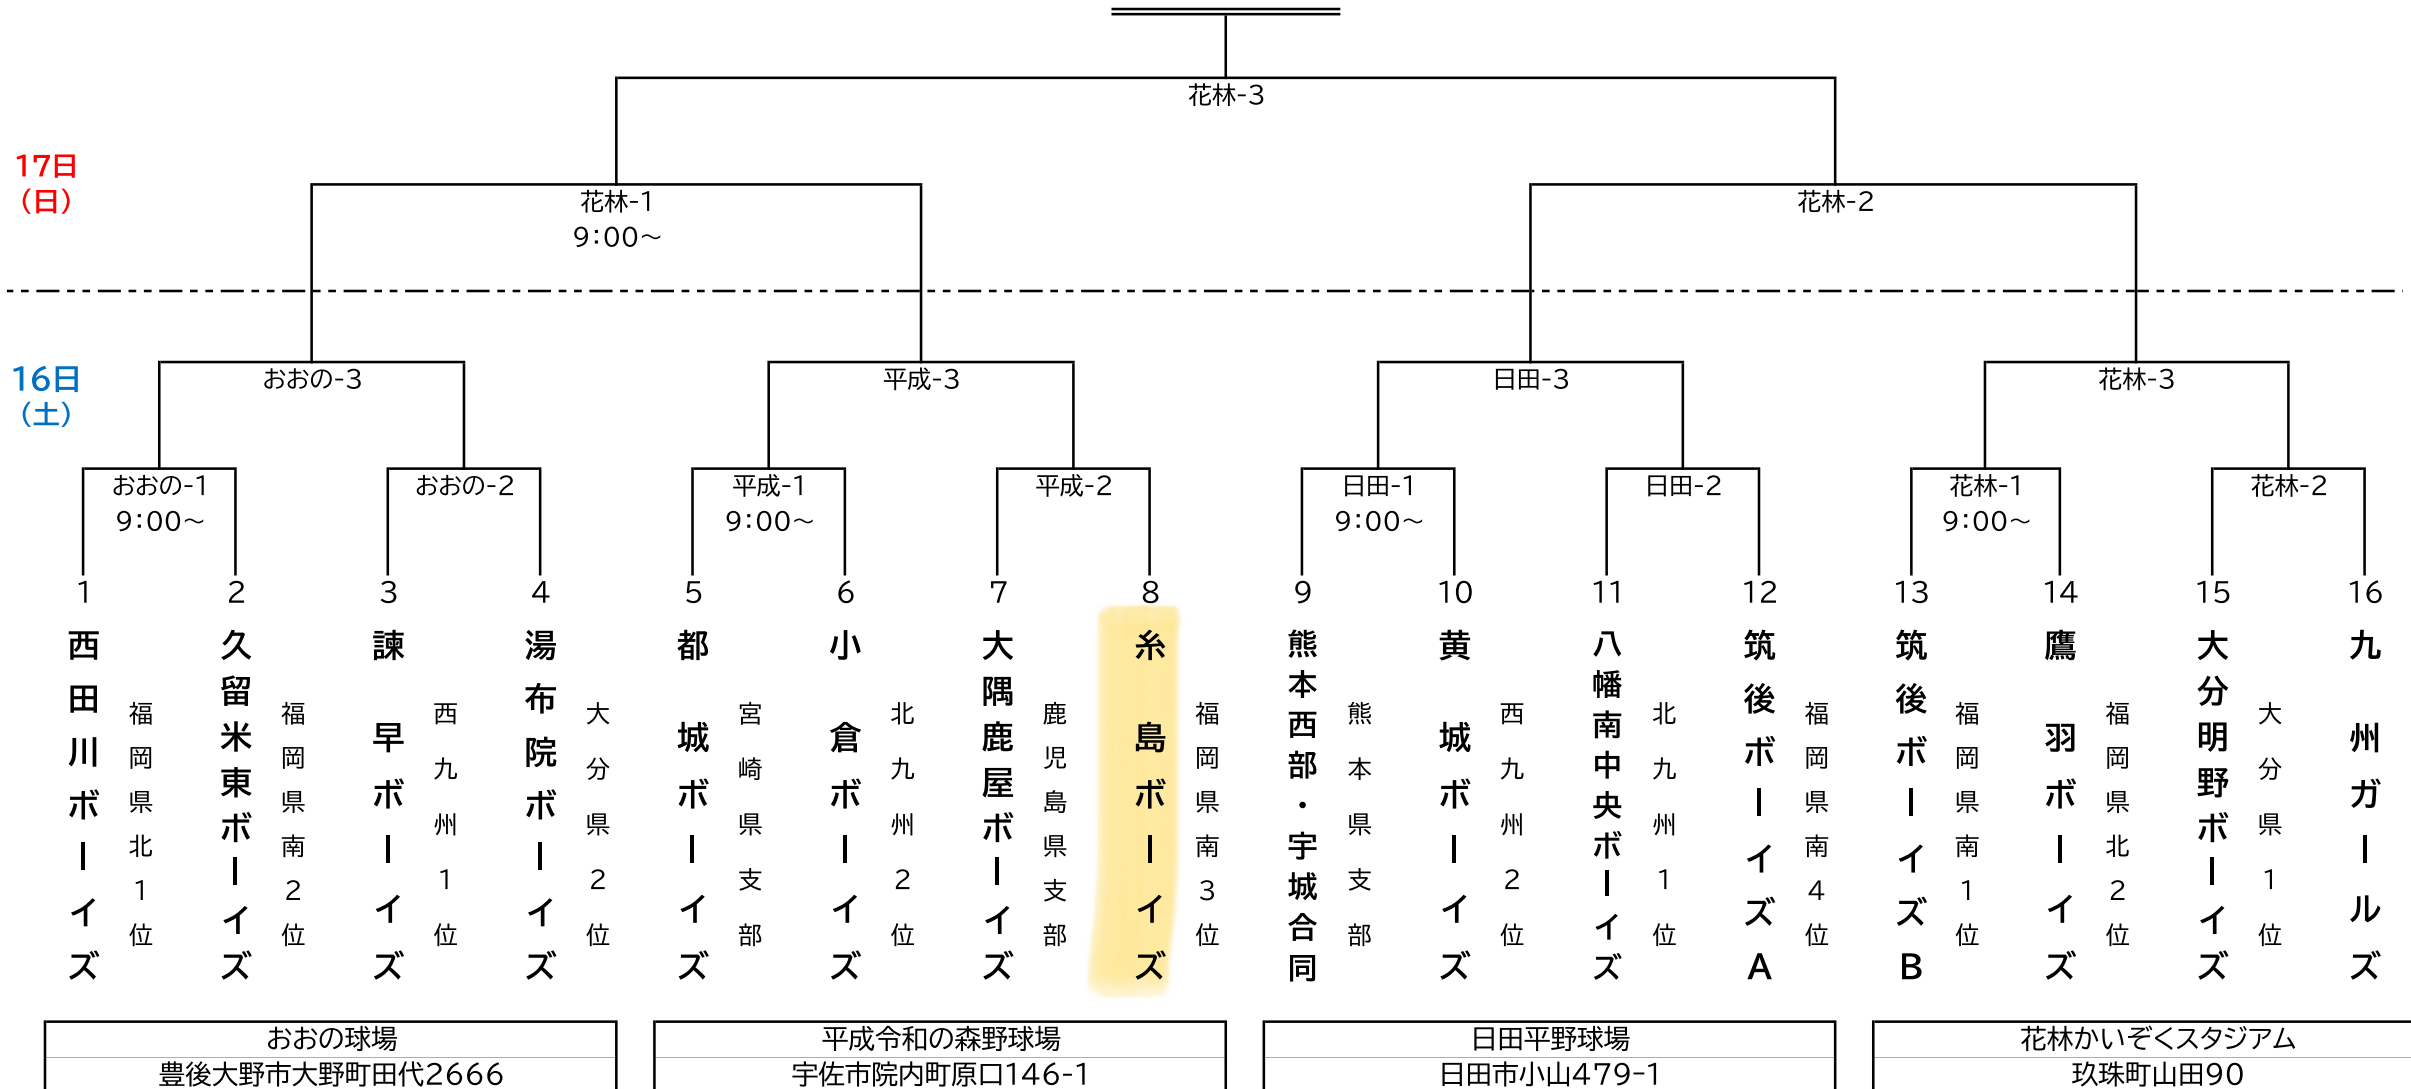 花林-3
17日
（日）
花林-1
9：00～
花林-2
16日
（土）
おおの-3
平成-3
日田-3
花林-3
おおの-1
9：00～
おおの-2
平成-1
9：00～
平成-2
日田-1
9：00～
日田-2
花林-1
9：00～
花林-2
1
西田川ボーイズ
福岡県北1位
2
久留米東ボーイズ
福岡県南2位
3
諫早ボーイズ
西九州1位
4
湯布院ボーイズ
大分県2位
5
都城ボーイズ
宮崎県支部
6
小倉ボーイズ
北九州2位
7
大隅鹿屋ボーイズ
鹿児島県支部
8
糸島ボーイズ
福岡県南3位
9
熊本西部・宇城合同
熊本県支部
10
黄城ボーイズ
西九州2位
11
八幡南中央ボーイズ
北九州1位
12
筑後ボーイズA
福岡県南4位
13
筑後ボーイズB
福岡県南1位
14
鷹羽ボーイズ
福岡県北2位
15
大分明野ボーイズ
大分県1位
16
九州ガールズ
おおの球場
豊後大野市大野町田代2666
平成令和の森野球場
宇佐市院内町原口146-1
日田平野球場
日田市小山479-1
花林かいぞくスタジアム
玖珠町山田90